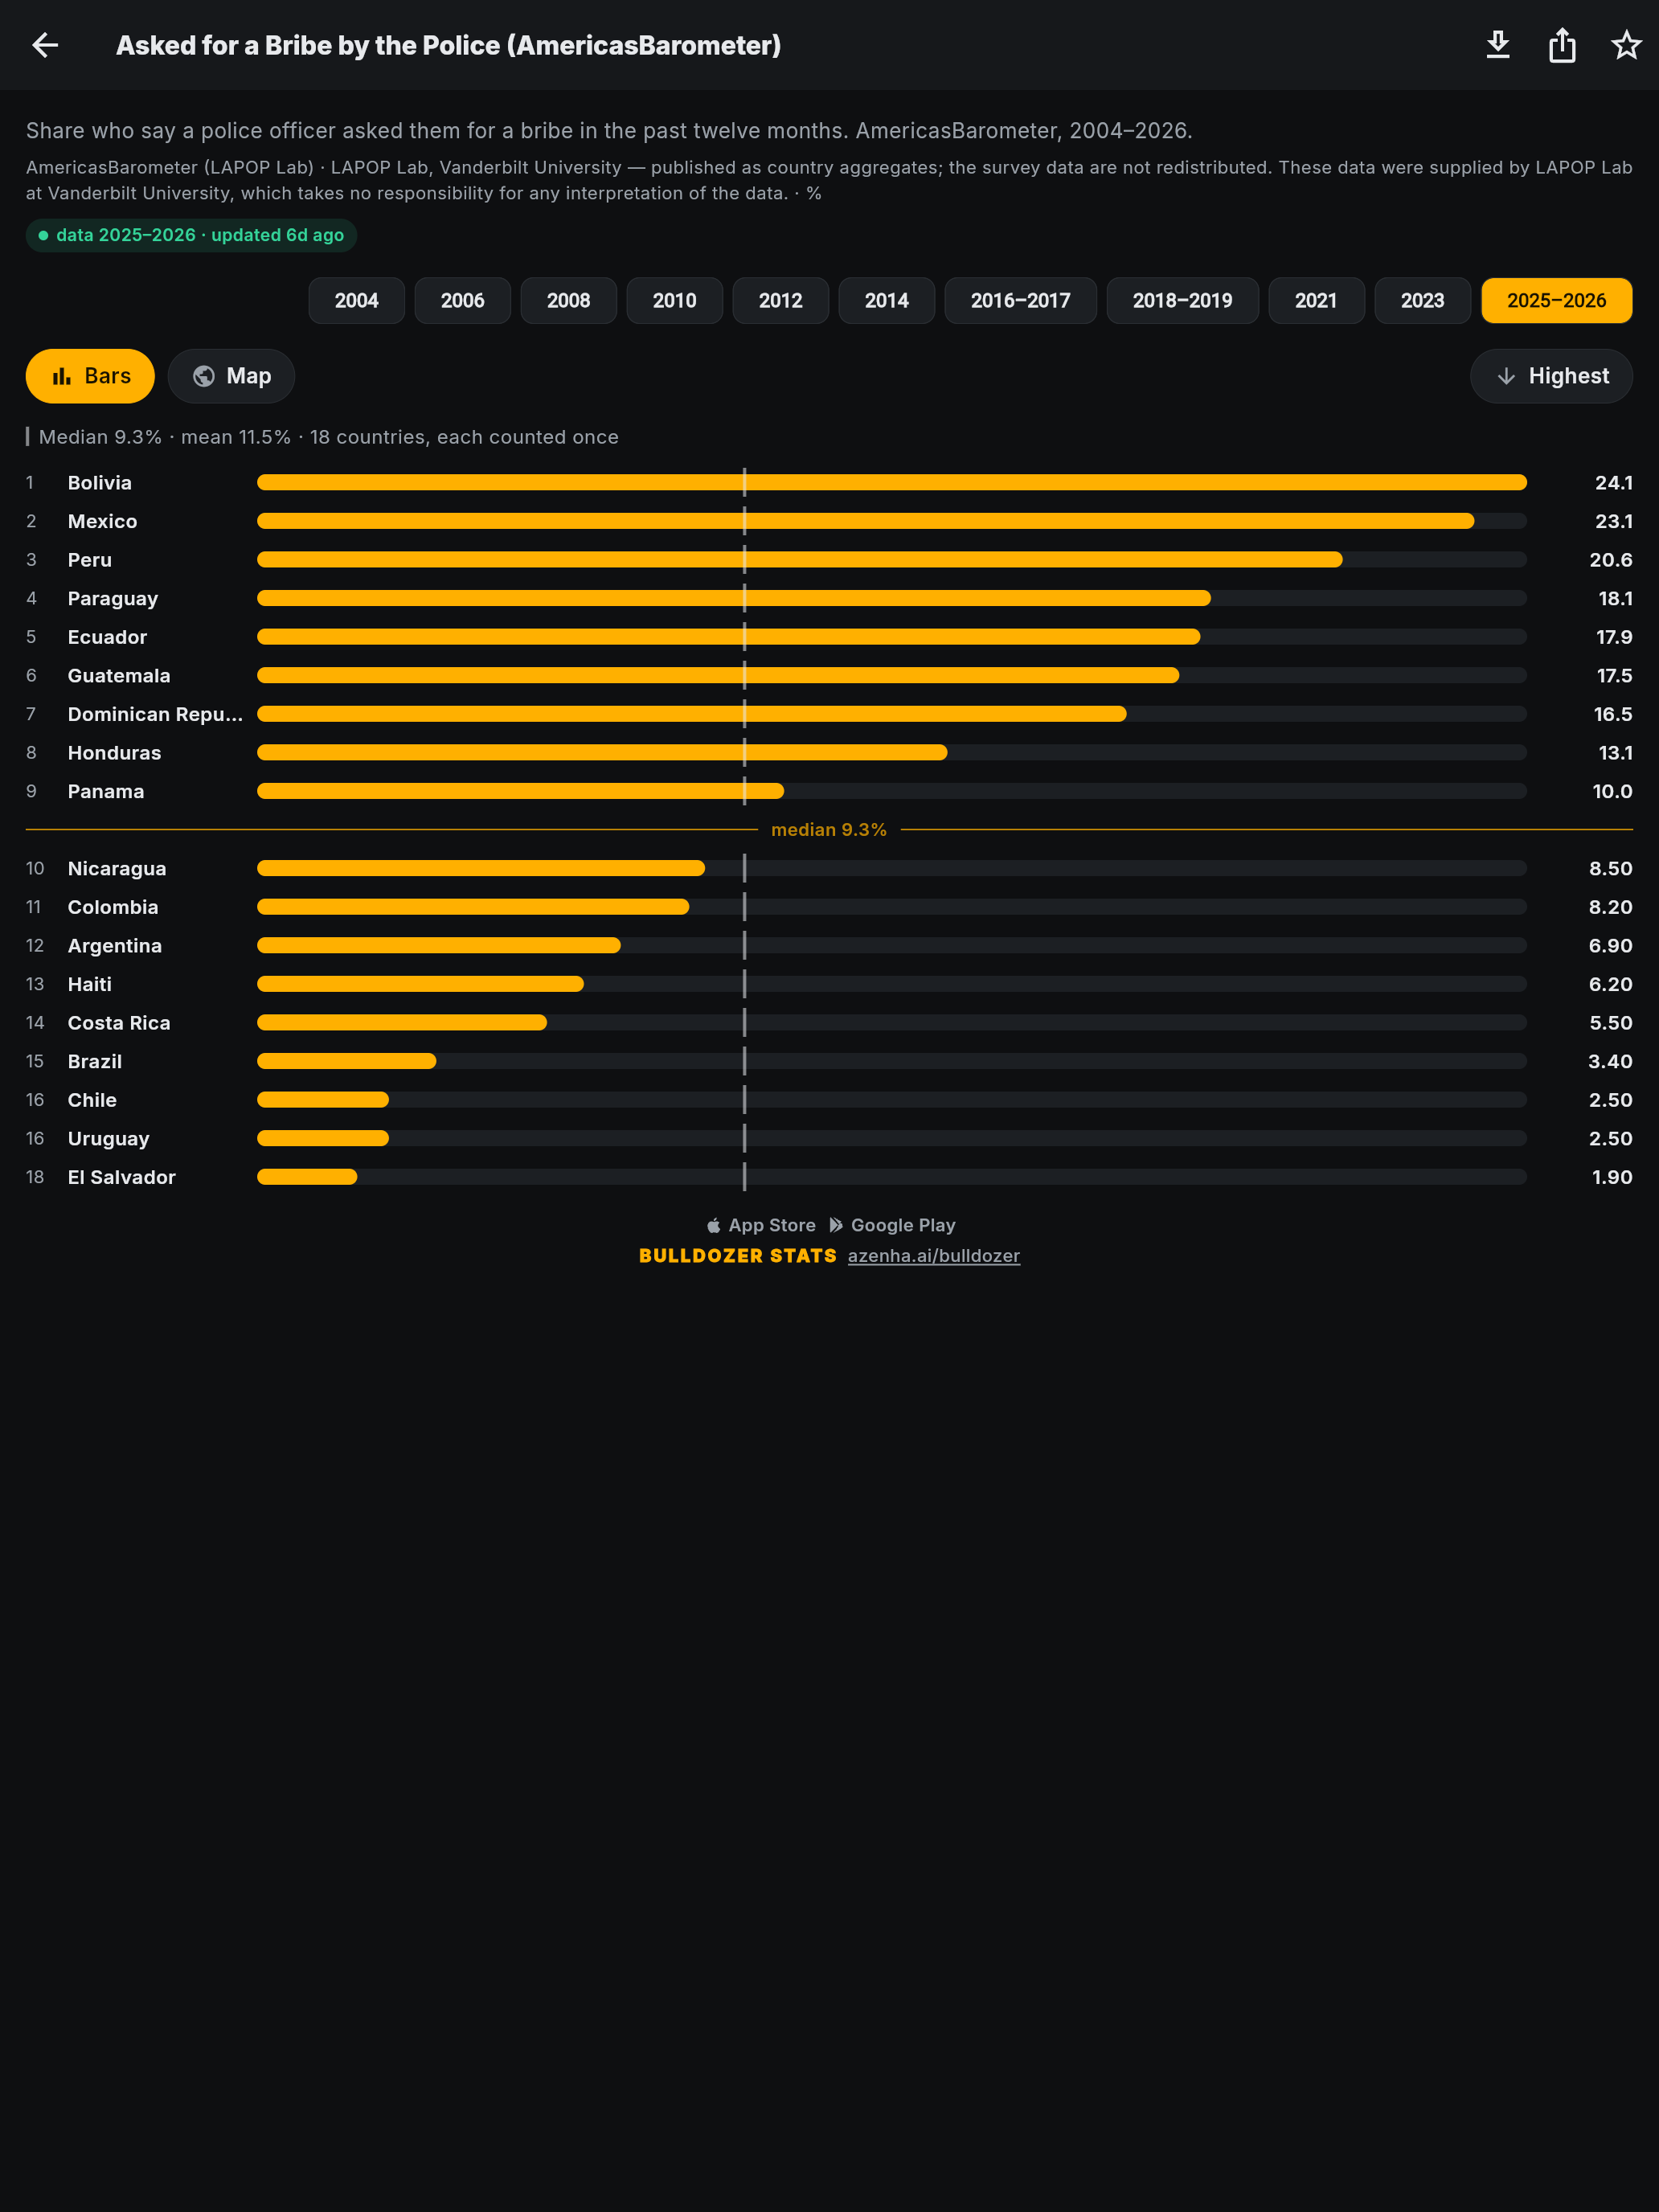 Asked for a Bribe by the Police (AmericasBarometer)
Share who say a police officer asked them for a bribe in the past twelve months. AmericasBarometer, 2004–2026.
AmericasBarometer (LAPOP Lab) · LAPOP Lab, Vanderbilt University — published as country aggregates; the survey data are not redistributed. These data were supplied by LAPOP Lab
at Vanderbilt University, which takes no responsibility for any interpretation of the data. · %
data 2025–2026 · updated 6d ago
2004 2006 2008 2010 2012 2014 2016–2017 2018–2019 2021 2023 2025–2026
Bars Map Highest
Median 9.3% · mean 11.5% · 18 countries, each counted once
1 Bolivia 24.1
2 Mexico 23.1
3 Peru 20.6
4 Paraguay 18.1
5 Ecuador 17.9
6 Guatemala 17.5
7 Dominican Repu... 16.5
8 Honduras 13.1
9 Panama 10.0
median 9.3%
10 Nicaragua 8.50
11 Colombia 8.20
12 Argentina 6.90
13 Haiti 6.20
14 Costa Rica 5.50
15 Brazil 3.40
16 Chile 2.50
16 Uruguay 2.50
18 El Salvador 1.90
App Store Google Play
BULLDOZER STATS azenha.ai/bulldozer